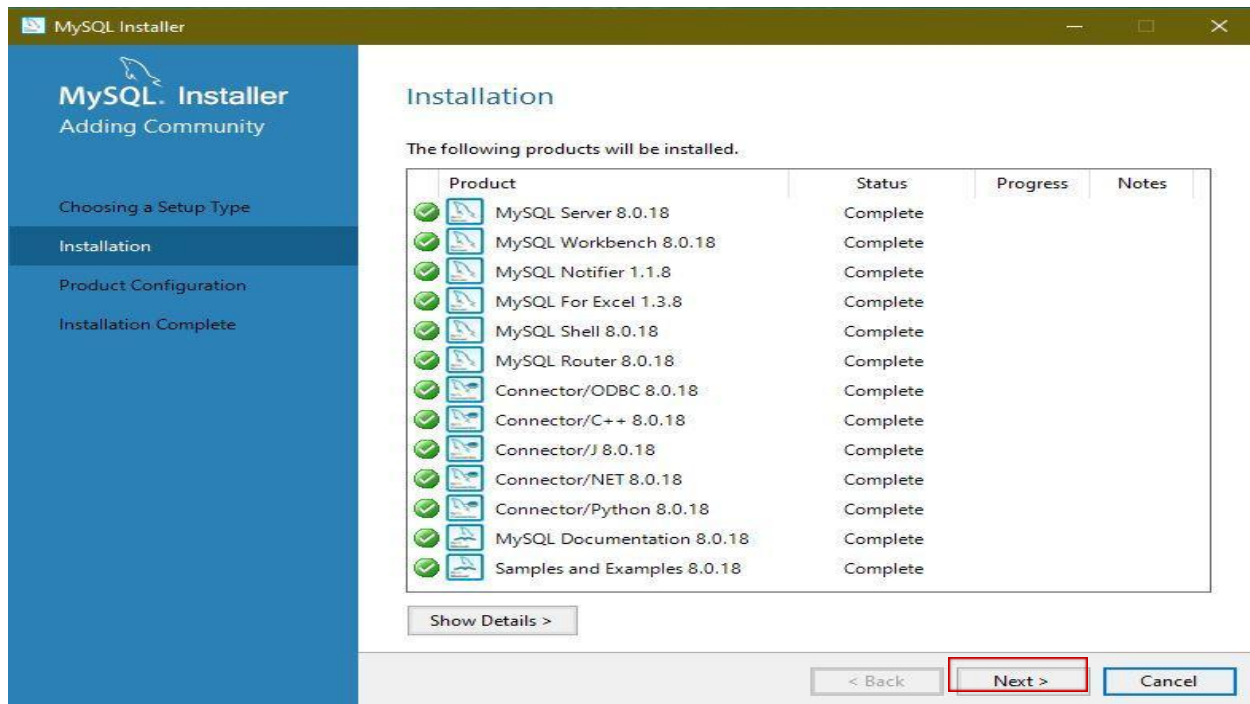 MySQL Installer
MySQL. Installer
Adding Community
Choosing a Setup Type
Installation
Product Configuration
Installation Complete
Installation
The following products will be installed.
Product Status Progress Notes
MySQL Server 8.0.18 Complete
MySQL Workbench 8.0.18 Complete
MySQL Notifier 1.1.8 Complete
MySQL For Excel 1.3.8 Complete
MySQL Shell 8.0.18 Complete
MySQL Router 8.0.18 Complete
Connector/ODBC 8.0.18 Complete
Connector/C++ 8.0.18 Complete
Connector/J 8.0.18 Complete
Connector/NET 8.0.18 Complete
Connector/Python 8.0.18 Complete
MySQL Documentation 8.0.18 Complete
Samples and Examples 8.0.18 Complete
Show Details >
< Back Next > Cancel